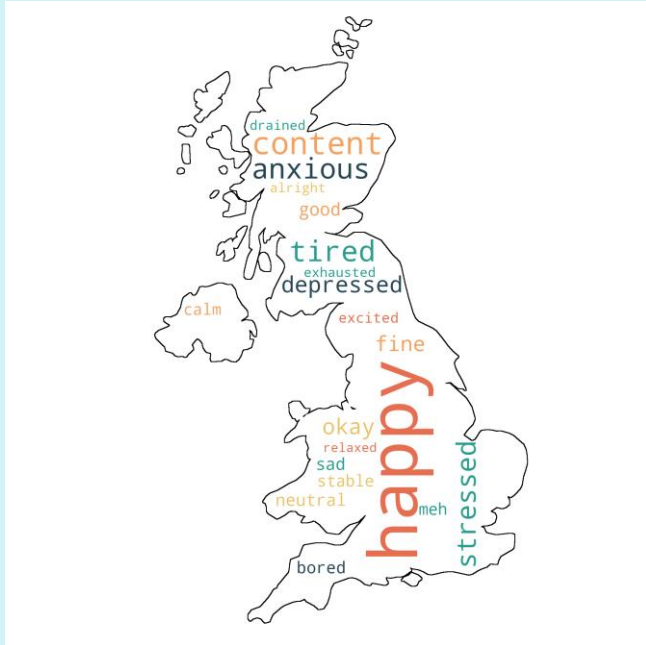 drained
content
anxious
alright
good
tired
exhausted
depressed
calm
excited
fine
happy
okay
relaxed
sad
stressed
stable
neutral
meh
bored